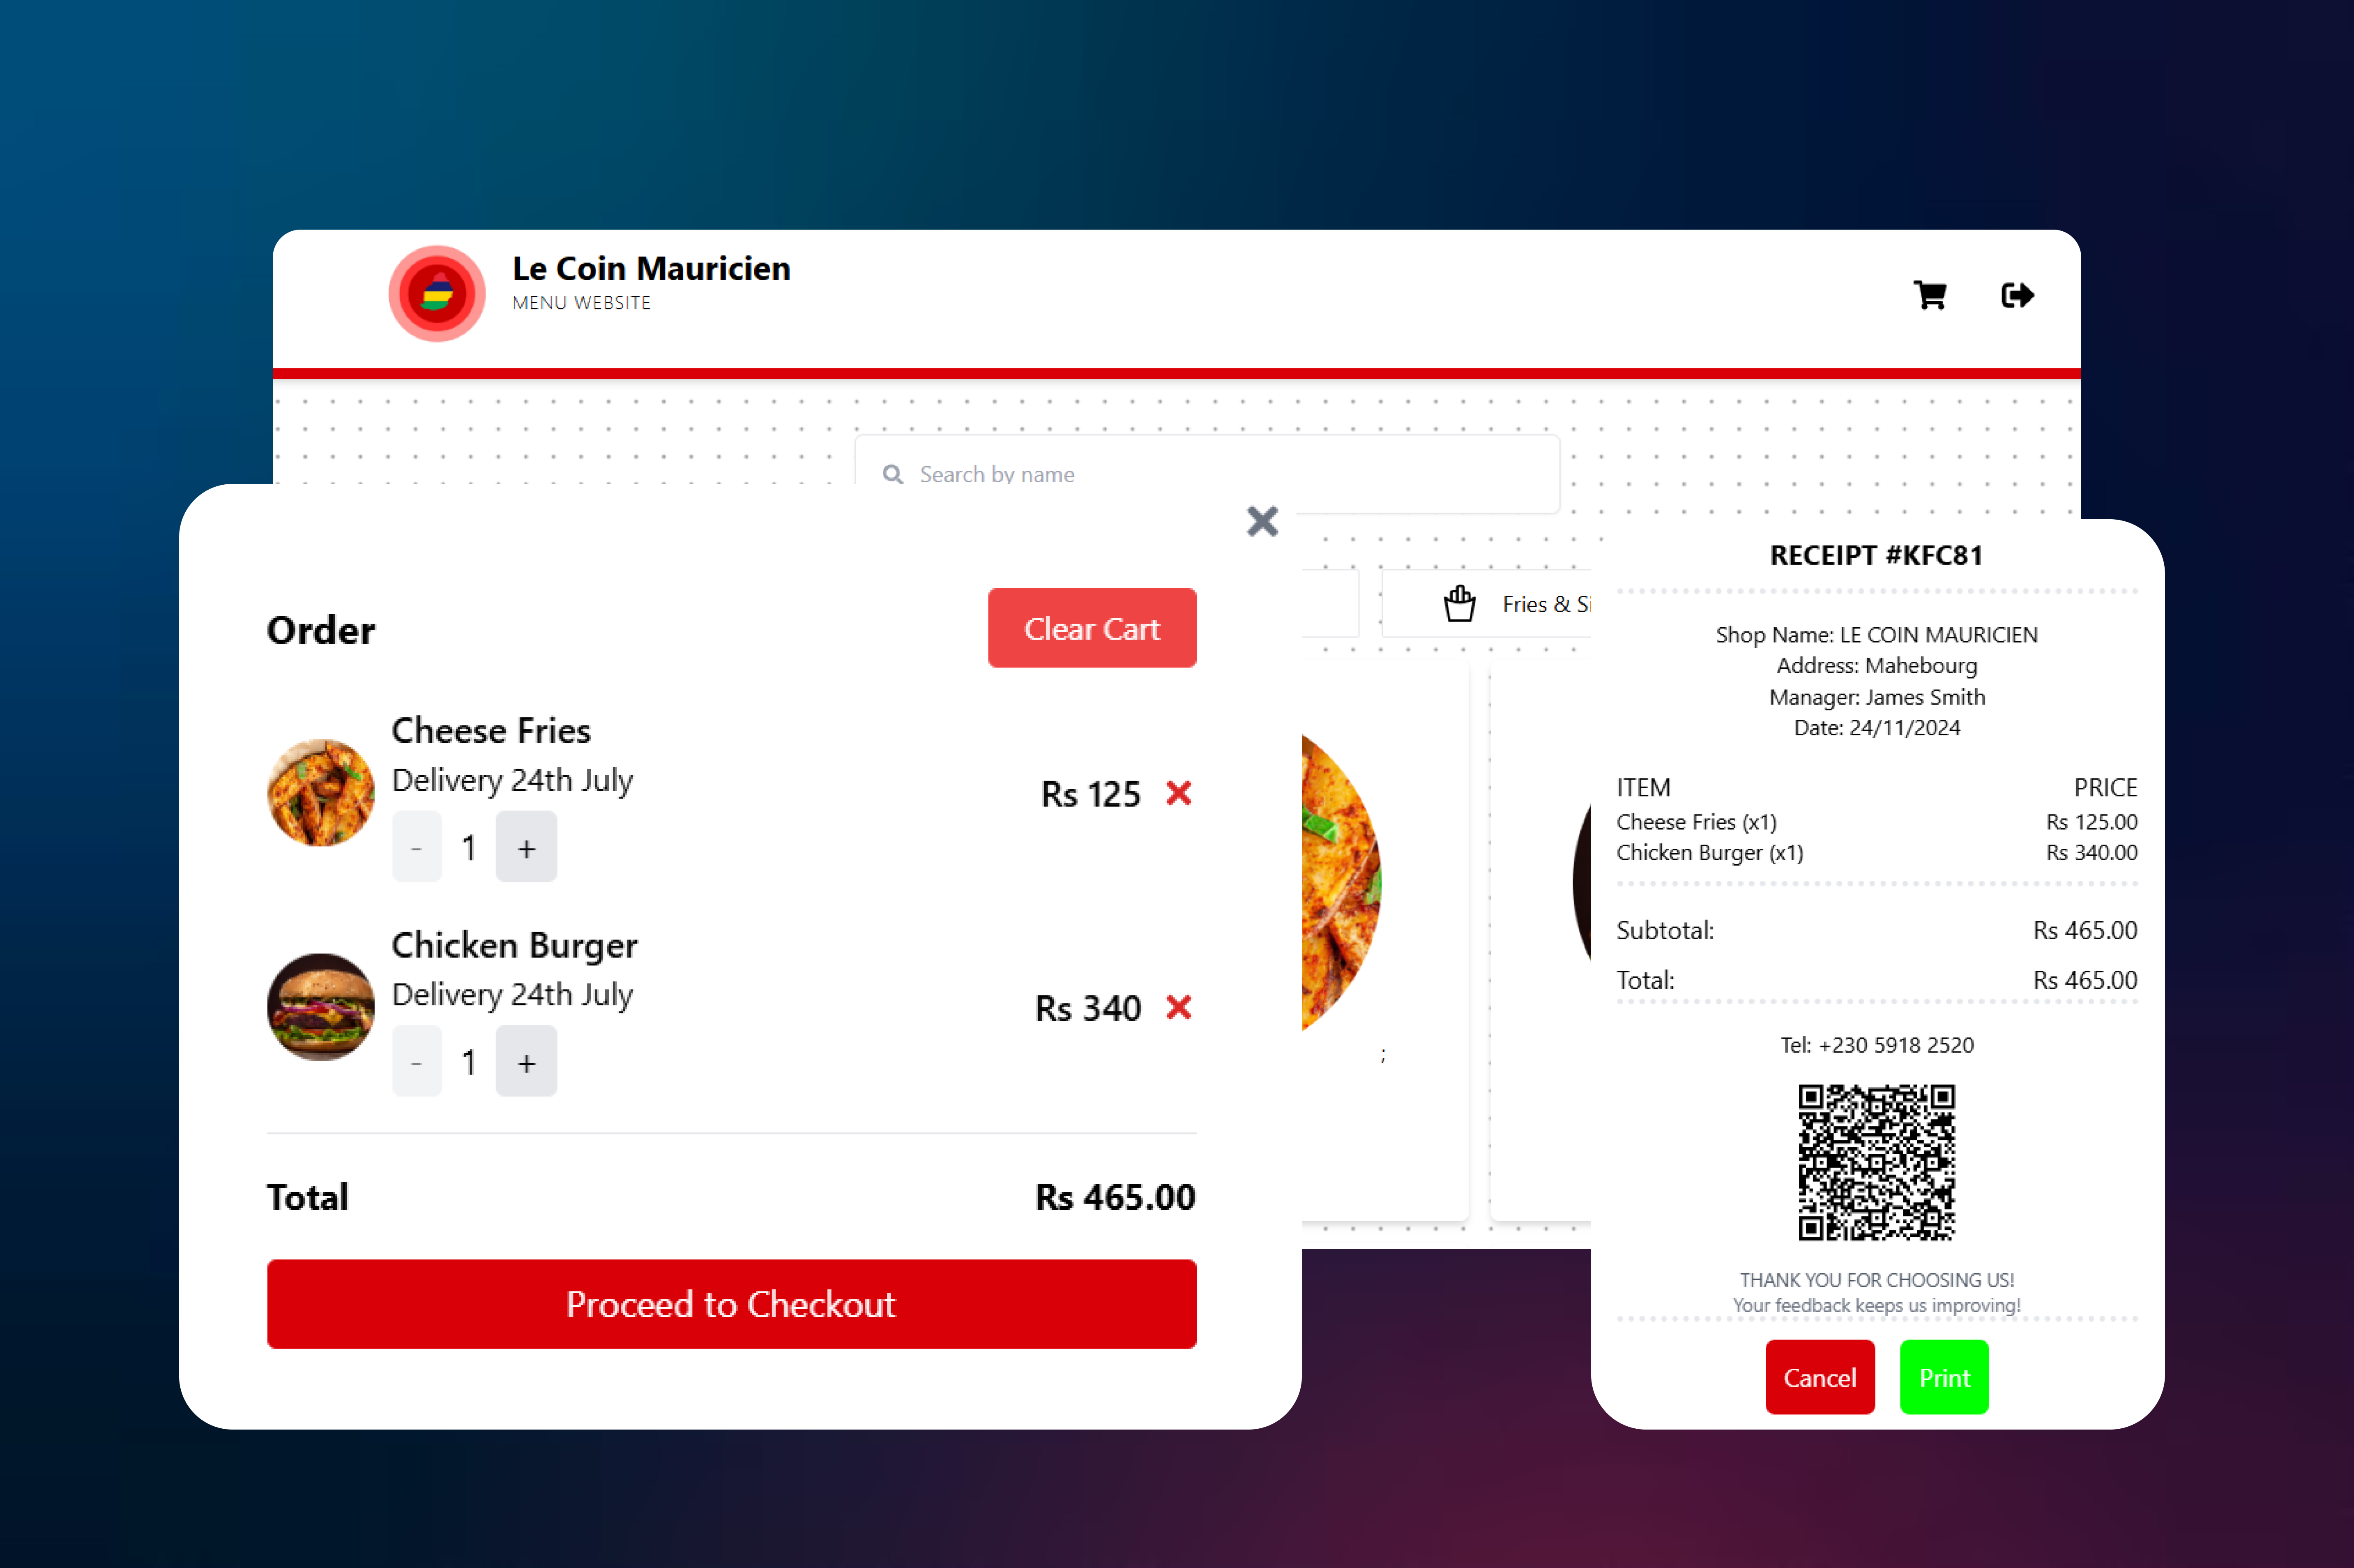 Le Coin Mauricien
MENU WEBSITE
Search by name
Fries & Si
;
Order
Clear Cart
Cheese Fries
Delivery 24th July
- 1 +
Rs 125
Chicken Burger
Delivery 24th July
- 1 +
Rs 340
Total Rs 465.00
Proceed to Checkout
RECEIPT #KFC81
Shop Name: LE COIN MAURICIEN
Address: Mahebourg
Manager: James Smith
Date: 24/11/2024
ITEM PRICE
Cheese Fries (x1) Rs 125.00
Chicken Burger (x1) Rs 340.00
Subtotal: Rs 465.00
Total: Rs 465.00
Tel: +230 5918 2520
THANK YOU FOR CHOOSING US!
Your feedback keeps us improving!
Cancel Print